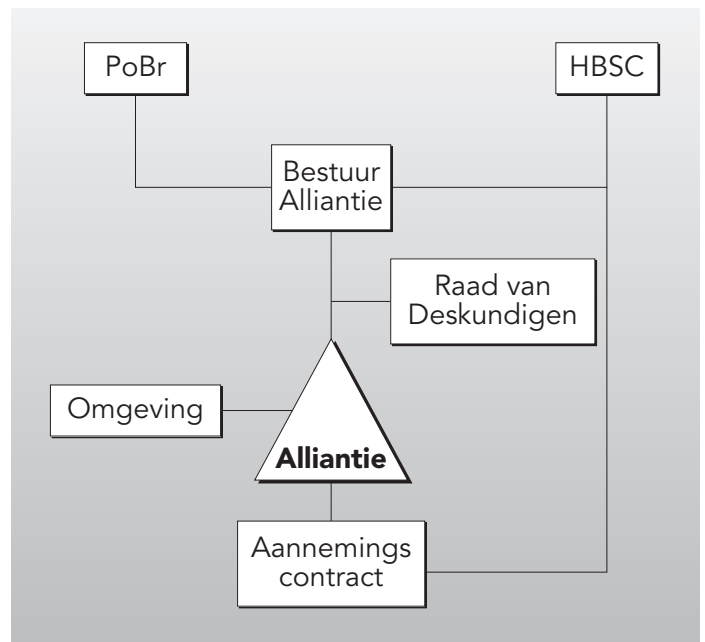 PoBr
HBSC
Bestuur
Alliantie
Raad van
Deskundigen
Omgeving
Alliantie
Aannemings
contract